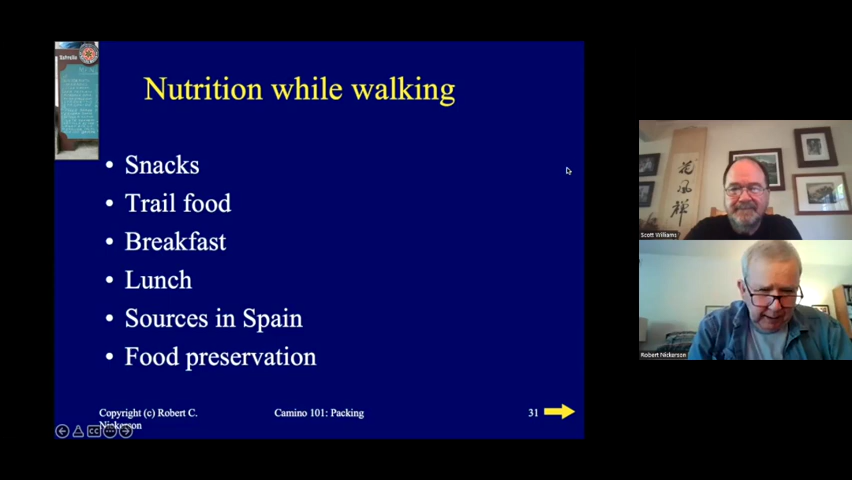 Nutrition while walking
• Snacks
• Trail food
• Breakfast
• Lunch
• Sources in Spain
• Food preservation
Copyright (c) Robert C.
Nickerson
Camino 101: Packing
31
Scott Williams
Robert Nickerson